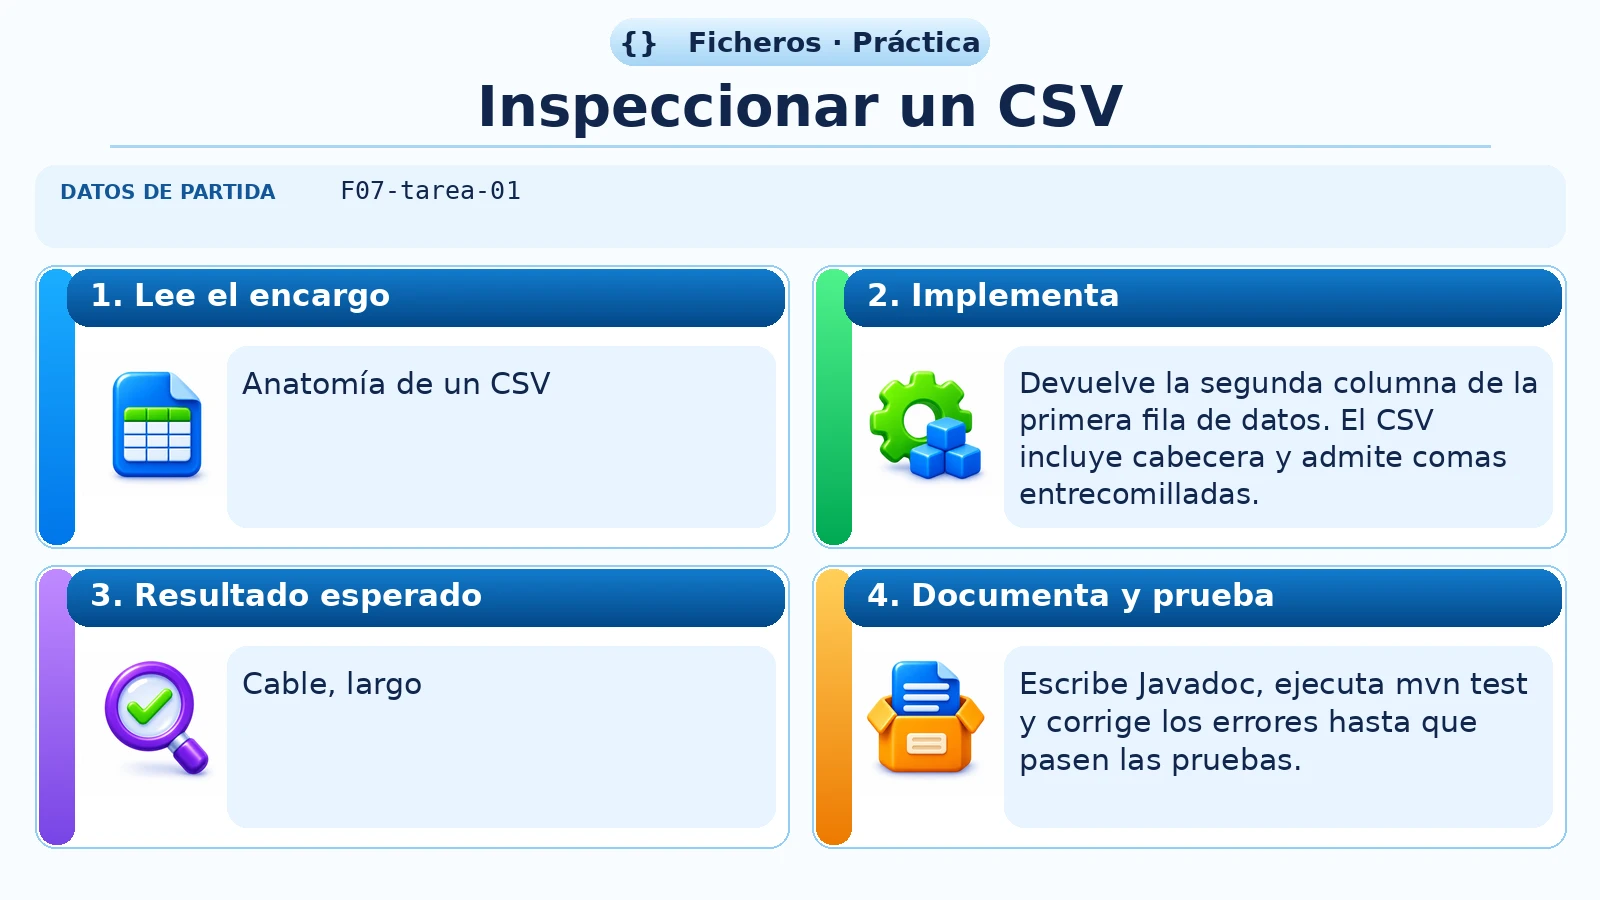 {} Ficheros · Práctica
Inspeccionar un CSV
DATOS DE PARTIDA F07-tarea-01
1. Lee el encargo
Anatomía de un CSV
2. Implementa
Devuelve la segunda columna de la
primera fila de datos. El CSV
incluye cabecera y admite comas
entrecomilladas.
3. Resultado esperado
Cable, largo
4. Documenta y prueba
Escribe Javadoc, ejecuta mvn test
y corrige los errores hasta que
pasen las pruebas.